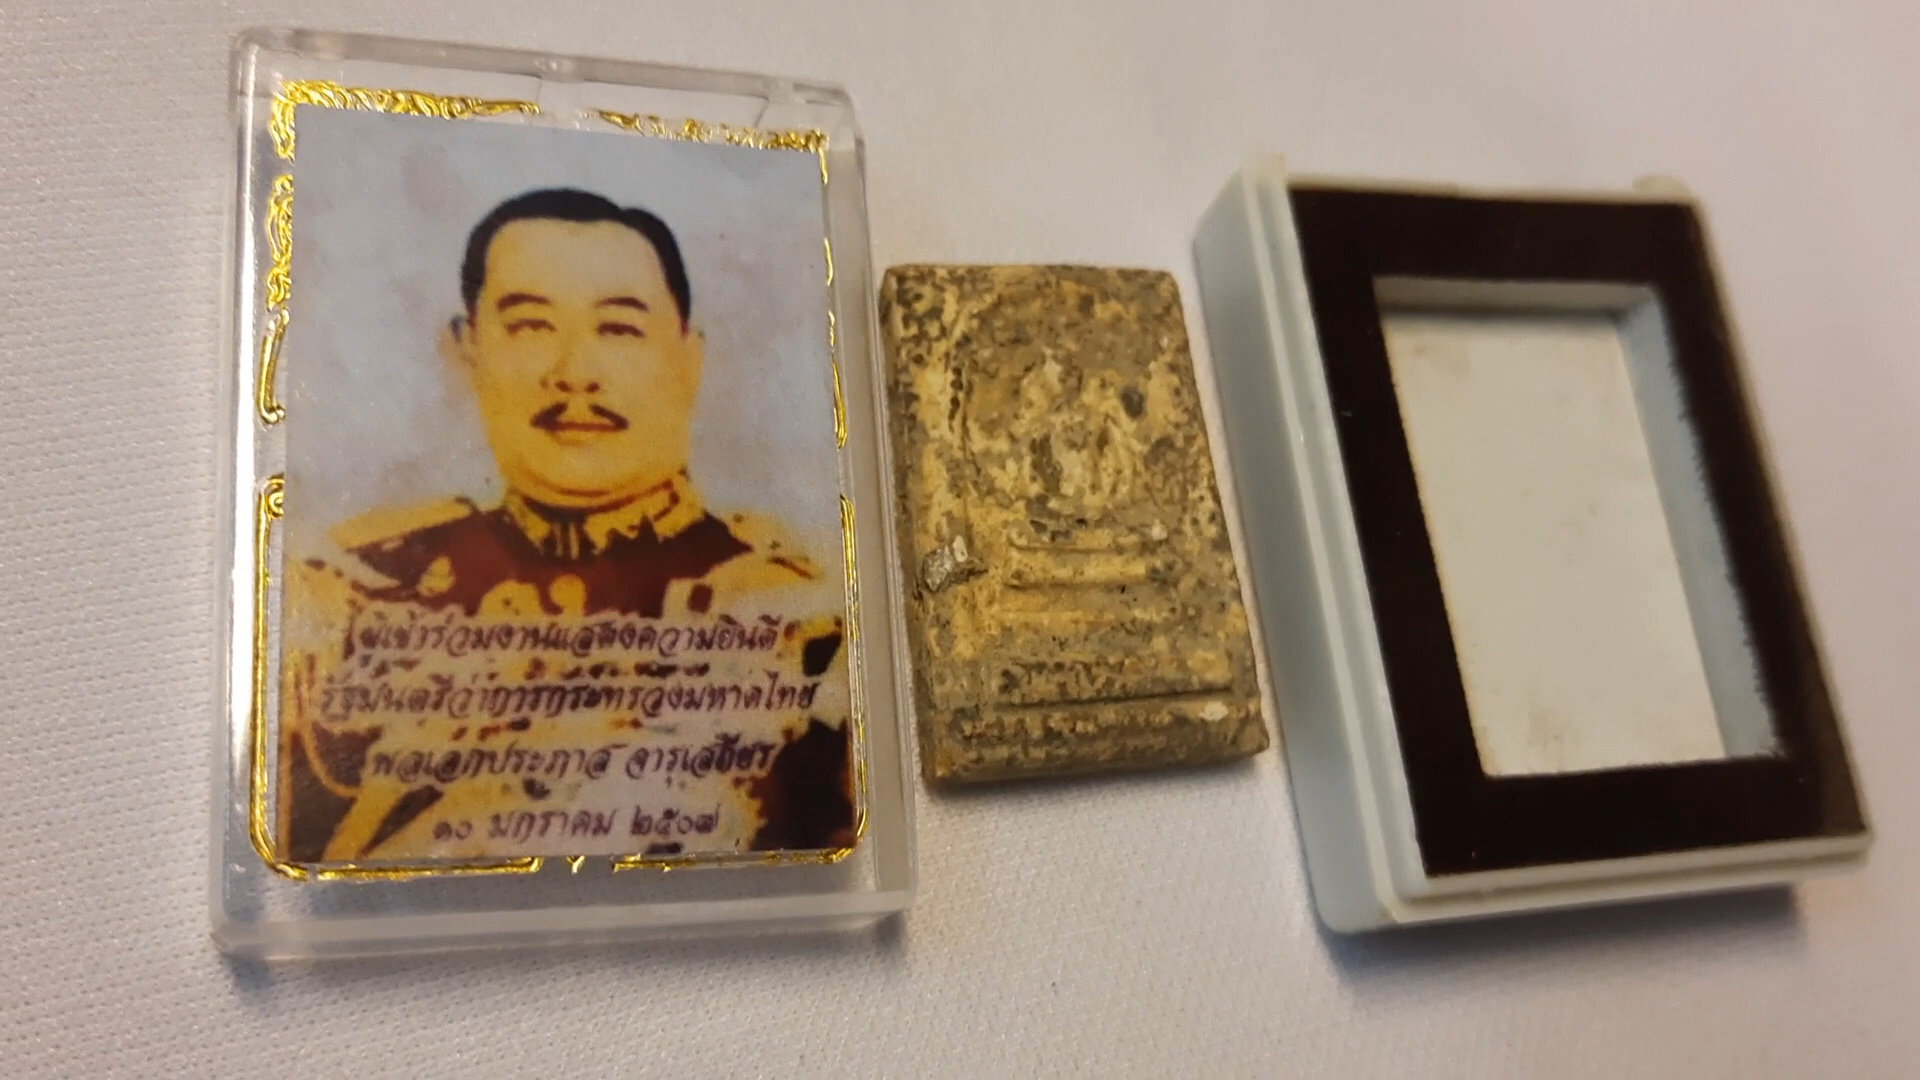 ผู้เข้าร่วมงานแสดงความยินดี
รัฐมนตรีว่าการกระทรวงมหาดไทย
พลเอกประภาส จารุเสถียร
๑๐ มกราคม ๒๕๐๗